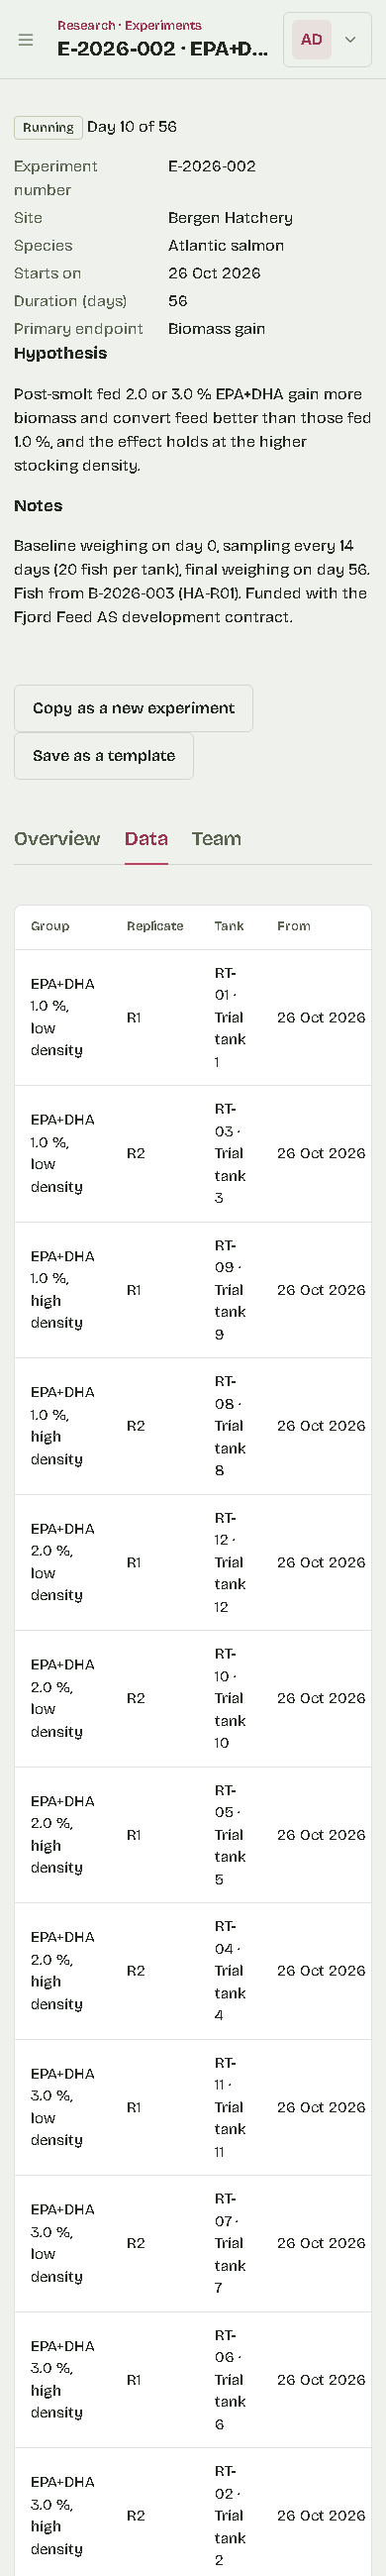 Research · Experiments
E-2026-002 · EPA+D...
AD
Running Day 10 of 56
Experiment number E-2026-002
Site Bergen Hatchery
Species Atlantic salmon
Starts on 26 Oct 2026
Duration (days) 56
Primary endpoint Biomass gain
Hypothesis
Post-smolt fed 2.0 or 3.0 % EPA+DHA gain more
biomass and convert feed better than those fed
1.0 %, and the effect holds at the higher
stocking density.
Notes
Baseline weighing on day 0, sampling every 14
days (20 fish per tank), final weighing on day 56.
Fish from B-2026-003 (HA-R01). Funded with the
Fjord Feed AS development contract.
Copy as a new experiment
Save as a template
Overview Data Team
Group Replicate Tank From
EPA+DHA 1.0 %, low density R1 RT-01 · Trial tank 1 26 Oct 2026
EPA+DHA 1.0 %, low density R2 RT-03 · Trial tank 3 26 Oct 2026
EPA+DHA 1.0 %, high density R1 RT-09 · Trial tank 9 26 Oct 2026
EPA+DHA 1.0 %, high density R2 RT-08 · Trial tank 8 26 Oct 2026
EPA+DHA 2.0 %, low density R1 RT-12 · Trial tank 12 26 Oct 2026
EPA+DHA 2.0 %, low density R2 RT-10 · Trial tank 10 26 Oct 2026
EPA+DHA 2.0 %, high density R1 RT-05 · Trial tank 5 26 Oct 2026
EPA+DHA 2.0 %, high density R2 RT-04 · Trial tank 4 26 Oct 2026
EPA+DHA 3.0 %, low density R1 RT-11 · Trial tank 11 26 Oct 2026
EPA+DHA 3.0 %, low density R2 RT-07 · Trial tank 7 26 Oct 2026
EPA+DHA 3.0 %, high density R1 RT-06 · Trial tank 6 26 Oct 2026
EPA+DHA 3.0 %, high density R2 RT-02 · Trial tank 2 26 Oct 2026